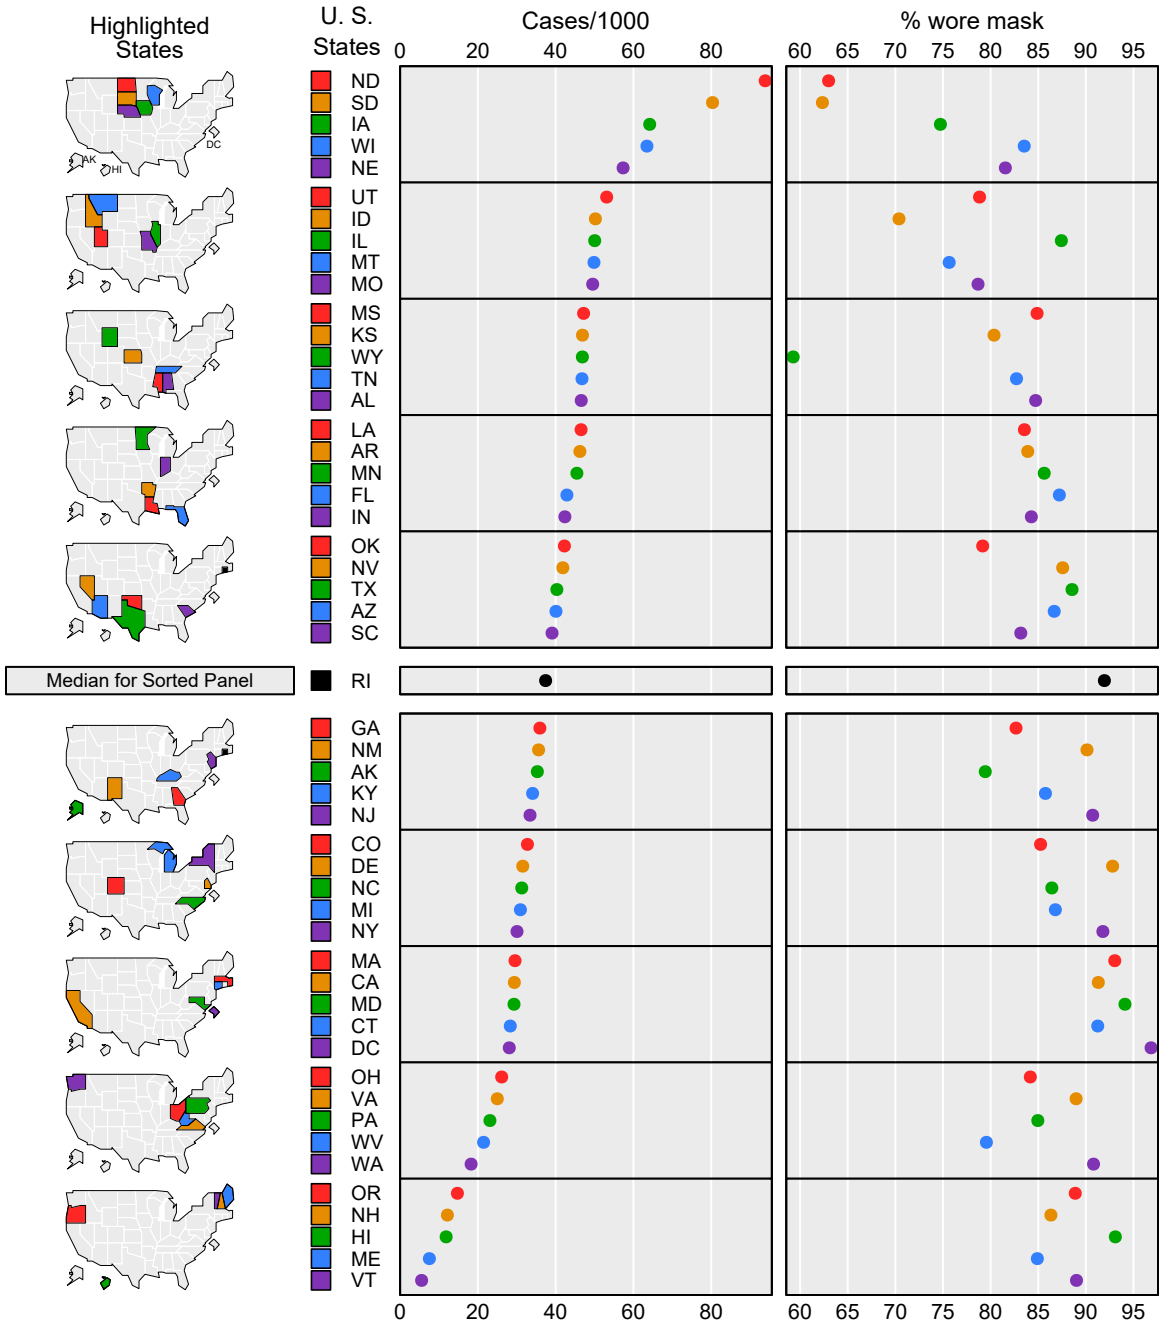 Highlighted
States
U. S.
States
Cases/1000
% wore mask
0 20 40 60 80
60 65 70 75 80 85 90 95
ND
SD
IA
WI
NE
AK
HI
DC
UT
ID
IL
MT
MO
MS
KS
WY
TN
AL
LA
AR
MN
FL
IN
OK
NV
TX
AZ
SC
Median for Sorted Panel
RI
GA
NM
AK
KY
NJ
CO
DE
NC
MI
NY
MA
CA
MD
CT
DC
OH
VA
PA
WV
WA
OR
NH
HI
ME
VT
0 20 40 60 80
60 65 70 75 80 85 90 95